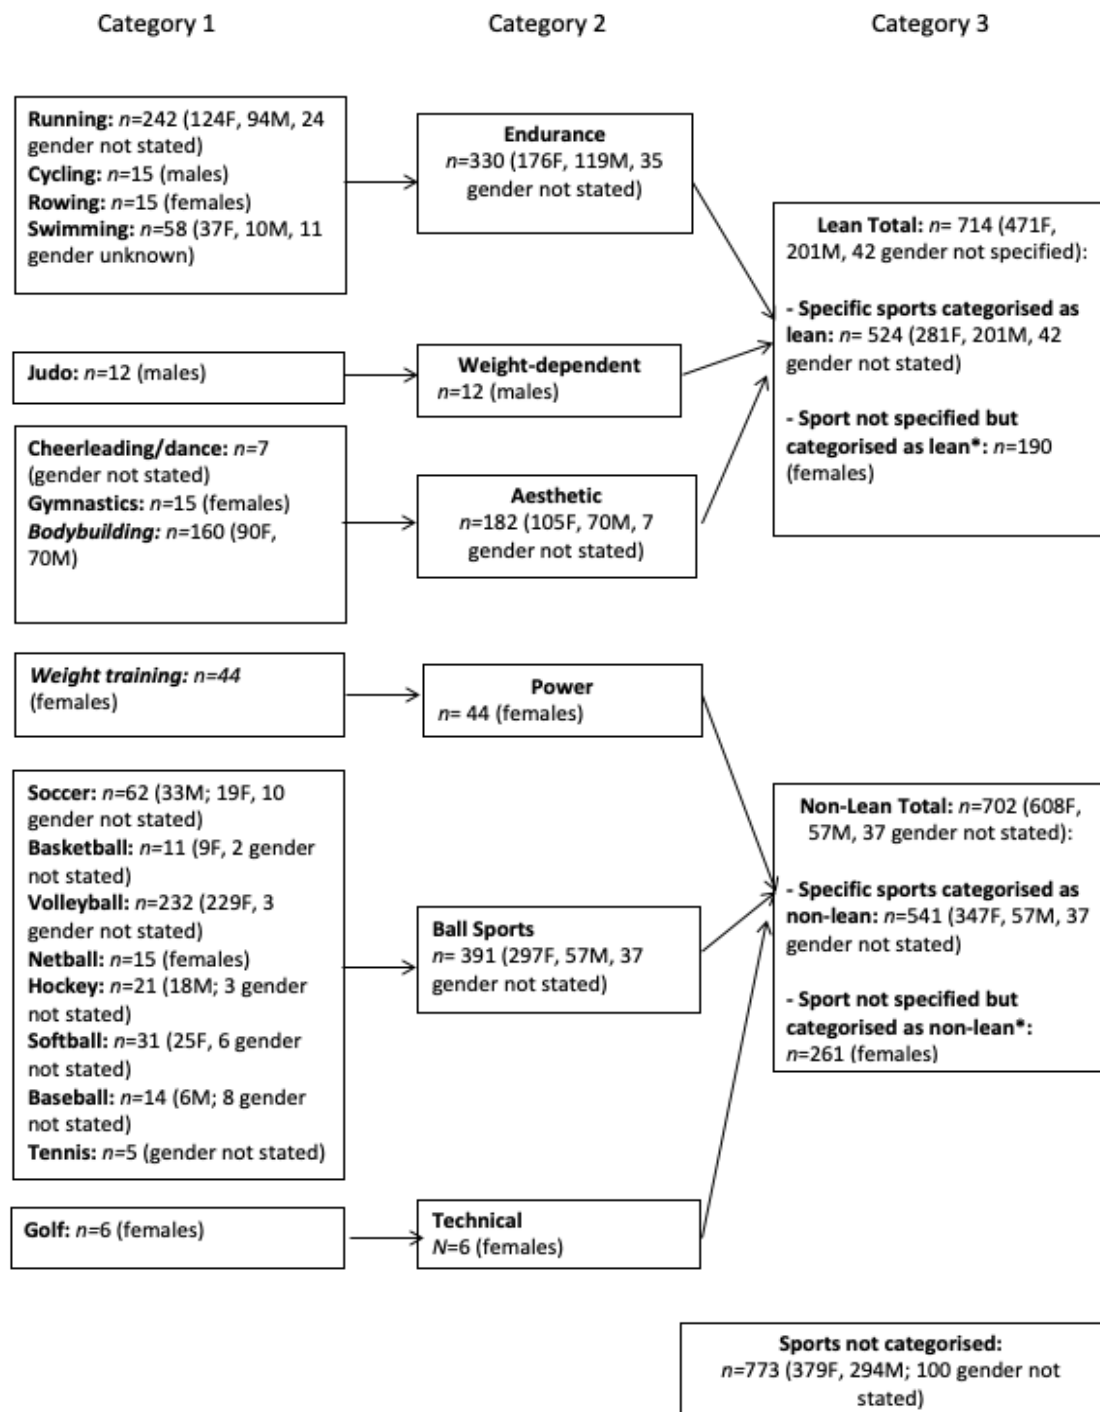 Category 1
Category 2
Category 3
Running: n=242 (124F, 94M, 24
gender not stated)
Cycling: n=15 (males)
Rowing: n=15 (females)
Swimming: n=58 (37F, 10M, 11
gender unknown)
Endurance
n=330 (176F, 119M, 35
gender not stated)
Lean Total: n= 714 (471F,
201M, 42 gender not specified):
- Specific sports categorised as
lean: n= 524 (281F, 201M, 42
gender not stated)
- Sport not specified but
categorised as lean*: n=190
(females)
Judo: n=12 (males)
Weight-dependent
n=12 (males)
Cheerleading/dance: n=7
(gender not stated)
Gymnastics: n=15 (females)
Bodybuilding: n=160 (90F,
70M)
Aesthetic
n=182 (105F, 70M, 7
gender not stated)
Weight training: n=44
(females)
Power
n= 44 (females)
Soccer: n=62 (33M; 19F, 10
gender not stated)
Basketball: n=11 (9F, 2 gender
not stated)
Volleyball: n=232 (229F, 3
gender not stated)
Netball: n=15 (females)
Hockey: n=21 (18M; 3 gender
not stated)
Softball: n=31 (25F, 6 gender
not stated)
Baseball: n=14 (6M; 8 gender
not stated)
Tennis: n=5 (gender not stated)
Ball Sports
n= 391 (297F, 57M, 37
gender not stated)
Non-Lean Total: n=702 (608F,
57M, 37 gender not stated):
- Specific sports categorised as
non-lean: n=541 (347F, 57M, 37
gender not stated)
- Sport not specified but
categorised as non-lean*:
n=261 (females)
Golf: n=6 (females)
Technical
N=6 (females)
Sports not categorised:
n=773 (379F, 294M; 100 gender not
stated)